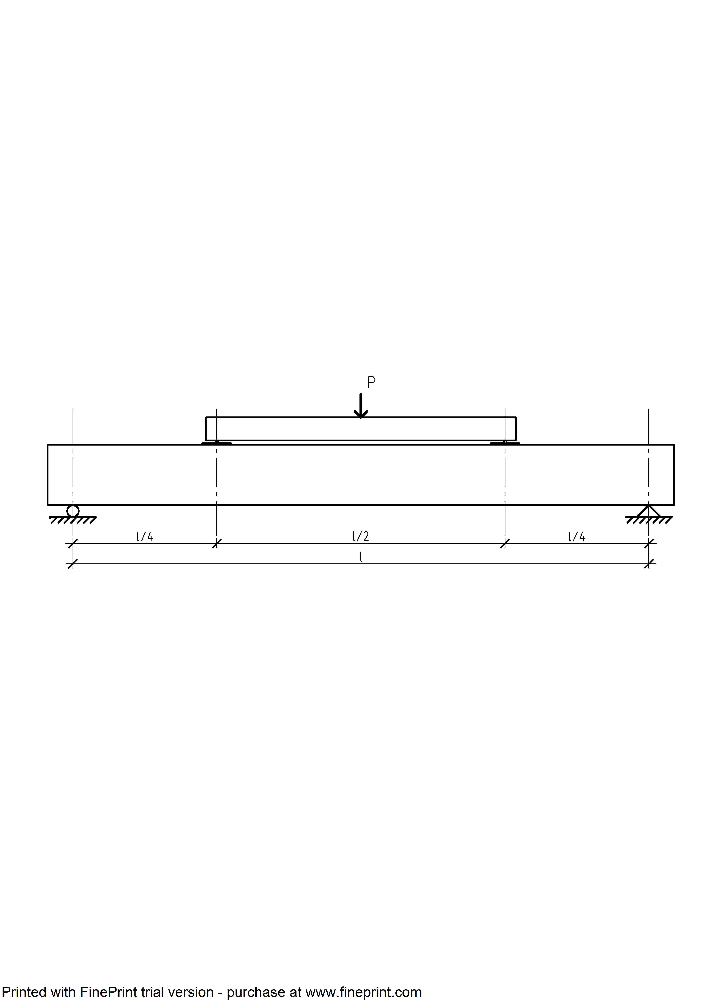 P
l/4 l/2 l/4
l
Printed with FinePrint trial version - purchase at www.fineprint.com